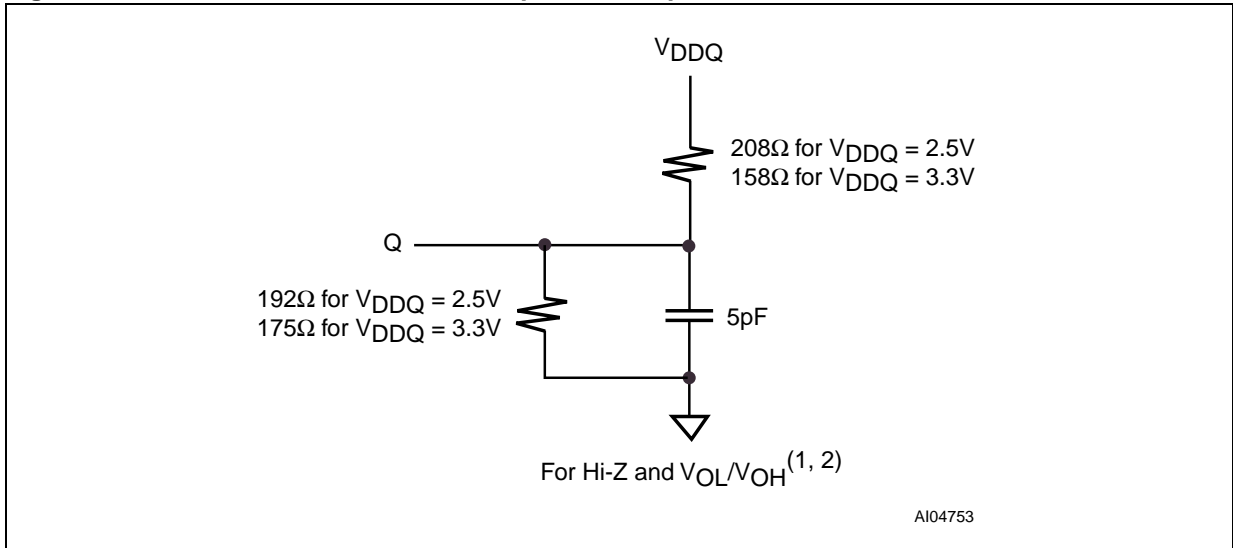 VDDQ
208Ω for VDDQ = 2.5V
158Ω for VDDQ = 3.3V
Q
192Ω for VDDQ = 2.5V
175Ω for VDDQ = 3.3V
5pF
For Hi-Z and VOL/VOH(1, 2)
AI04753